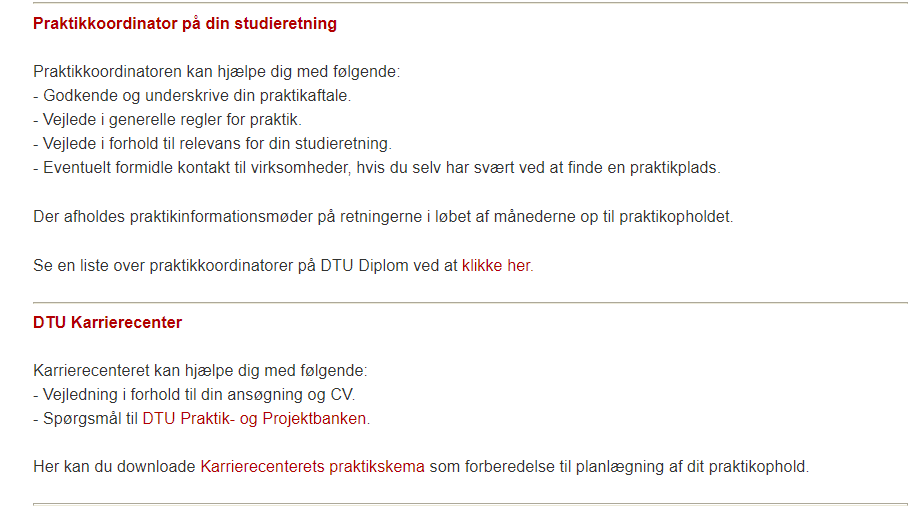 Praktikkoordinator på din studieretning
Praktikkoordinatoren kan hjælpe dig med følgende:
- Godkende og underskrive din praktikaftale.
- Vejlede i generelle regler for praktik.
- Vejlede i forhold til relevans for din studieretning.
- Eventuelt formidle kontakt til virksomheder, hvis du selv har svært ved at finde en praktikplads.
Der afholdes praktikinformationsmøder på retningerne i løbet af månederne op til praktikopholdet.
Se en liste over praktikkoordinatorer på DTU Diplom ved at klikke her.
DTU Karrierecenter
Karrierecenteret kan hjælpe dig med følgende:
- Vejledning i forhold til din ansøgning og CV.
- Spørgsmål til DTU Praktik- og Projektbanken.
Her kan du downloade Karrierecenterets praktikskema som forberedelse til planlægning af dit praktikophold.